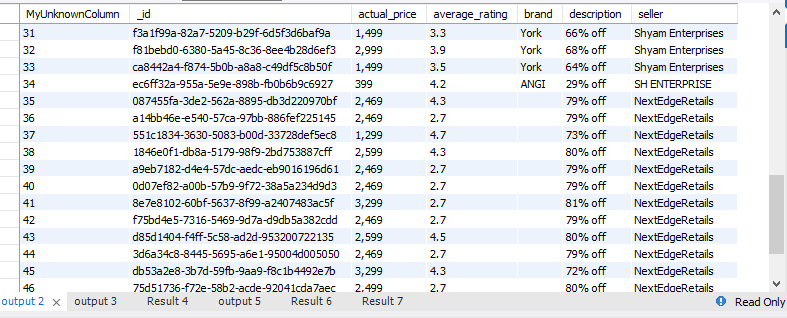 MyUnknownColumn _id actual_price average_rating brand description seller
31 f3a1f99a-82a7-5209-b29f-6d5f3d6baf9a 1,499 3.3 York 66% off Shyam Enterprises
32 f81bebd0-6380-5a45-8c36-8ee4b28d6ef3 2,999 3.9 York 68% off Shyam Enterprises
33 ca8442a4-f874-5b0b-a8a8-c49df5c8b50f 1,499 3.5 York 64% off Shyam Enterprises
34 ec6ff32a-955a-5e9e-898b-fb0b6b9c6927 399 4.2 ANGI 29% off SH ENTERPRISE
35 087455fa-3de2-562a-8895-db3d220970bf 2,469 4.3 79% off NextEdgeRetails
36 a14bb46e-e540-57ca-97bb-886fef225145 2,469 2.7 79% off NextEdgeRetails
37 551c1834-3630-5083-b00d-33728def5ec8 1,299 4.7 73% off NextEdgeRetails
38 1846e0f1-db8a-5179-98f9-2bd753887cff 2,599 4.3 80% off NextEdgeRetails
39 a9eb7182-d4e4-57dc-aedc-eb9016196d61 2,469 2.7 79% off NextEdgeRetails
40 0d07ef82-a00b-57b9-9f72-38a5a234d9d3 2,469 2.7 79% off NextEdgeRetails
41 8e7e8102-60bf-5637-8f99-a2407483ac5f 3,299 2.7 81% off NextEdgeRetails
42 f75bd4e5-7316-5469-9d7a-d9db5a382cdd 2,469 2.7 79% off NextEdgeRetails
43 d85d1404-f4ff-5c58-ad2d-953200722135 2,599 4.5 80% off NextEdgeRetails
44 3d6a34c8-8445-5695-a6e1-95004d005050 2,469 4.3 79% off NextEdgeRetails
45 db53a2e8-3b7d-59fb-9aa9-f8c1b4492e7b 3,299 4.3 72% off NextEdgeRetails
46 75d51736-f72e-58b2-acde-92041cda7aec 2,499 2.7 80% off NextEdgeRetails
output 2 output 3 Result 4 output 5 Result 6 Result 7 Read Only